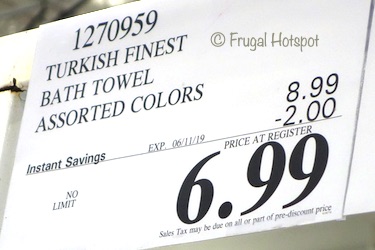 1270959
© Frugal Hotspot
TURKISH FINEST
BATH TOWEL
ASSORTED COLORS
8.99
-2.00
Instant Savings
EXP. 06/11/19
PRICE AT REGISTER
6.99
NO
LIMIT
Sales Tax may be due on all or part of pre-discount price